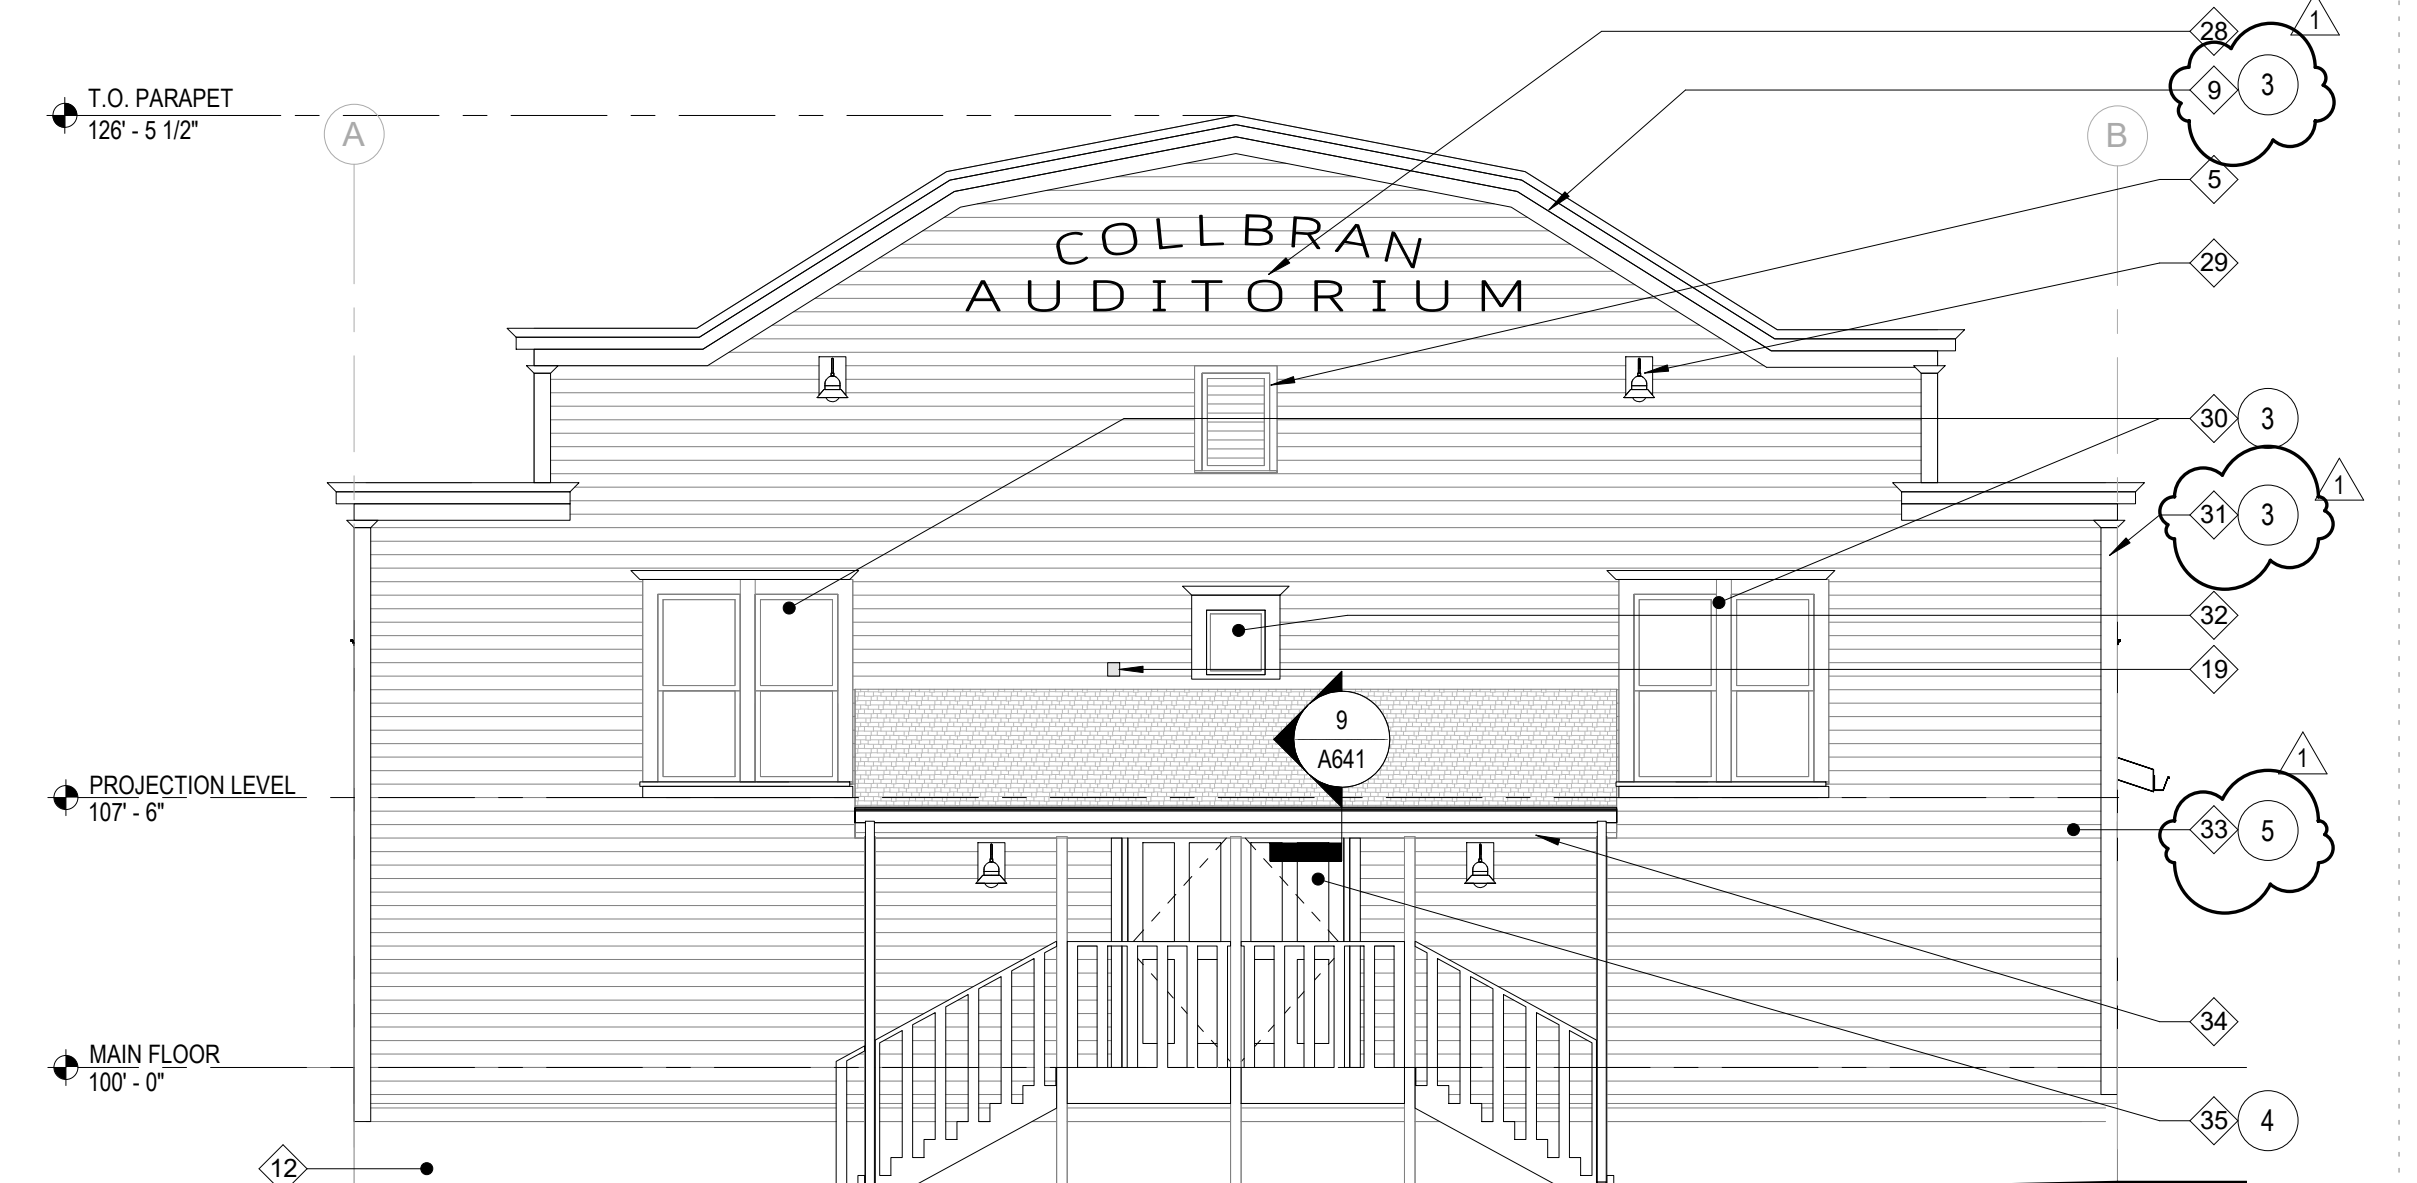 28
1
9
3
T.O. PARAPET
126' - 5 1/2"
A
B
5
COLLBRAN
AUDITORIUM
29
30
3
1
31
3
32
19
9
A641
PROJECTION LEVEL
107' - 6"
1
33
5
34
MAIN FLOOR
100' - 0"
35
4
12